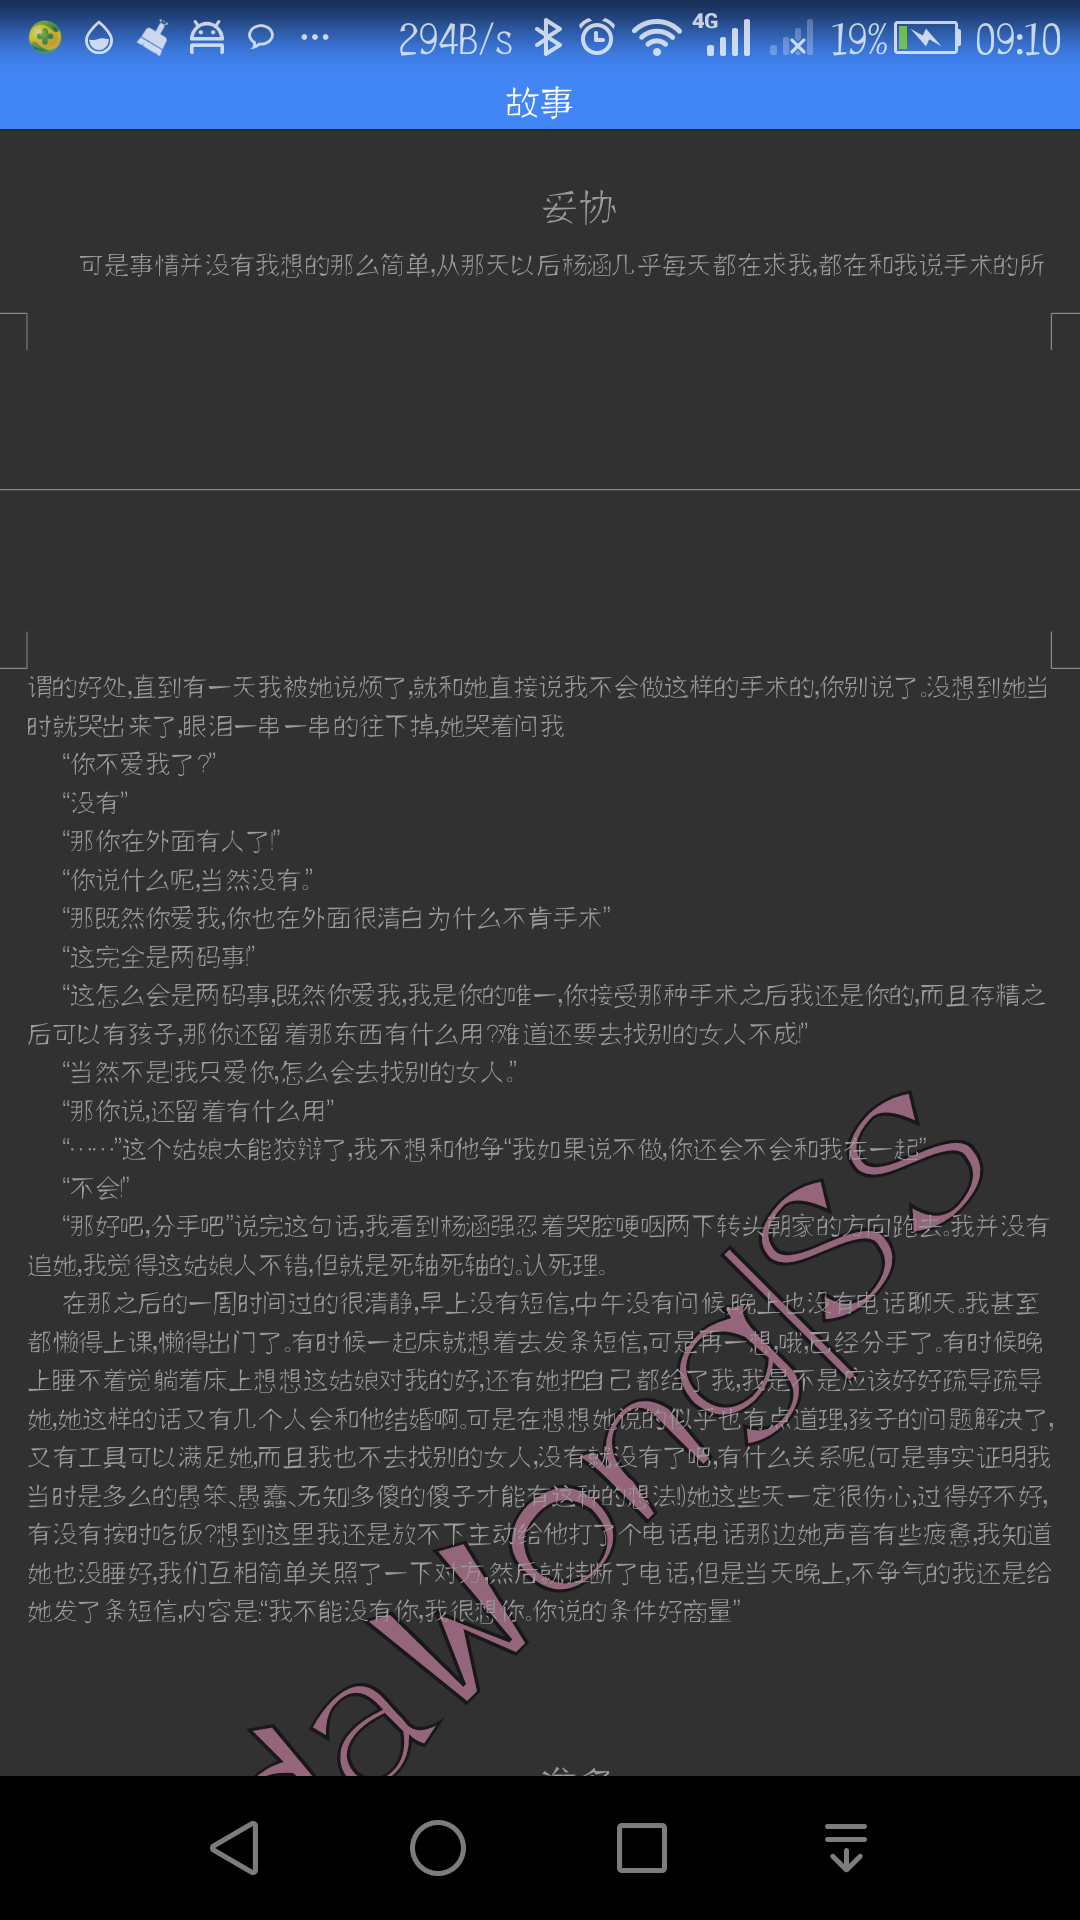 294B/s 4G 19% 09:10
故事
妥协
可是事情并没有我想的那么简单,从那天以后杨涵几乎每天都在求我,都在和我说手术的所
谓的好处,直到有一天我被她说烦了,就和她直接说我不会做这样的手术的,你别说了。没想到她当
时就哭出来了,眼泪一串一串的往下掉,她哭着问我
“你不爱我了?”
“没有”
“那你在外面有人了!”
“你说什么呢,当然没有。”
“那既然你爱我,你也在外面很清白为什么不肯手术”
“这完全是两码事!”
“这怎么会是两码事,既然你爱我,我是你的唯一,你接受那种手术之后我还是你的,而且存精之
后可以有孩子,那你还留着那东西有什么用?难道还要去找别的女人不成!”
“当然不是!我只爱你,怎么会去找别的女人。”
“那你说,还留着有什么用”
“……”这个姑娘太能狡辩了,我不想和他争“我如果说不做,你还会不会和我在一起”
“不会!”
“那好吧,分手吧”说完这句话,我看到杨涵强忍着哭腔哽咽两下转头朝家的方向跑去。我并没有
追她,我觉得这姑娘人不错,但就是死轴死轴的。认死理。
在那之后的一周时间过的很清静,早上没有短信,中午没有问候,晚上也没有电话聊天。我甚至
都懒得上课,懒得出门了。有时候一起床就想着去发条短信,可是再一想,哦,已经分手了。有时候晚
上睡不着觉躺着床上想想这姑娘对我的好,还有她把自己都给了我,我是不是应该好好疏导疏导
她,她这样的话又有几个人会和他结婚啊。可是在想想她说的似乎也有点道理,孩子的问题解决了,
又有工具可以满足她,而且我也不去找别的女人,没有就没有了吧,有什么关系呢.(可是事实证明我
当时是多么的愚笨、愚蠢、无知!多傻的傻子才能有这种的想法!)她这些天一定很伤心,过得好不好,
有没有按时吃饭?想到这里我还是放不下主动给他打了个电话,电话那边她声音有些疲惫,我知道
她也没睡好,我们互相简单关照了一下对方,然后就挂断了电话,但是当天晚上,不争气的我还是给
她发了条短信,内容是:“我不能没有你,我很想你。你说的条件好商量”
dawongJSS
准备